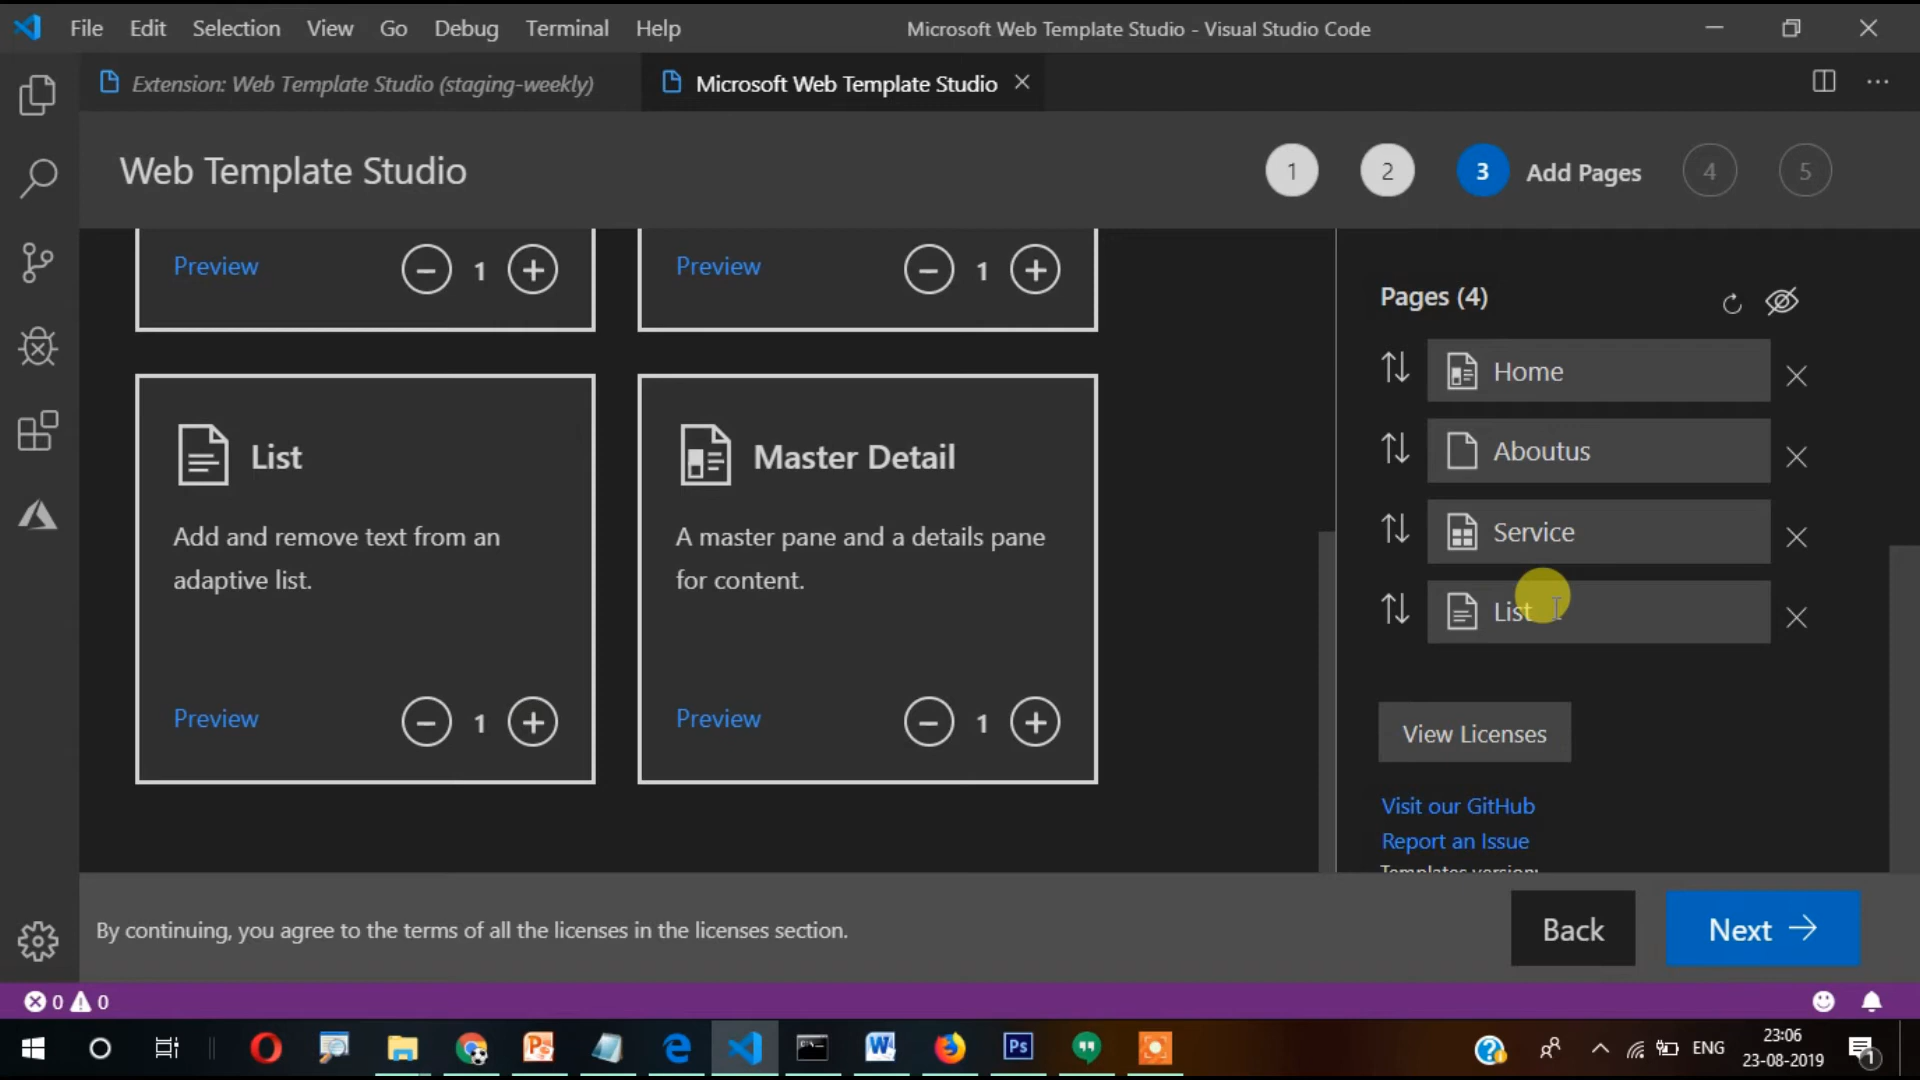 File Edit Selection View Go Debug Terminal Help
Microsoft Web Template Studio - Visual Studio Code
Extension: Web Template Studio (staging-weekly)
Microsoft Web Template Studio
Web Template Studio
1
2
3
Add Pages
4
5
Preview
1
Preview
1
List
Add and remove text from an
adaptive list.
Preview
1
Master Detail
A master pane and a details pane
for content.
Preview
1
Pages (4)
Home
Aboutus
Service
List
View Licenses
Visit our GitHub
Report an Issue
Templates version:
By continuing, you agree to the terms of all the licenses in the licenses section.
Back
Next
0 0
ENG
23:06
23-08-2019
1